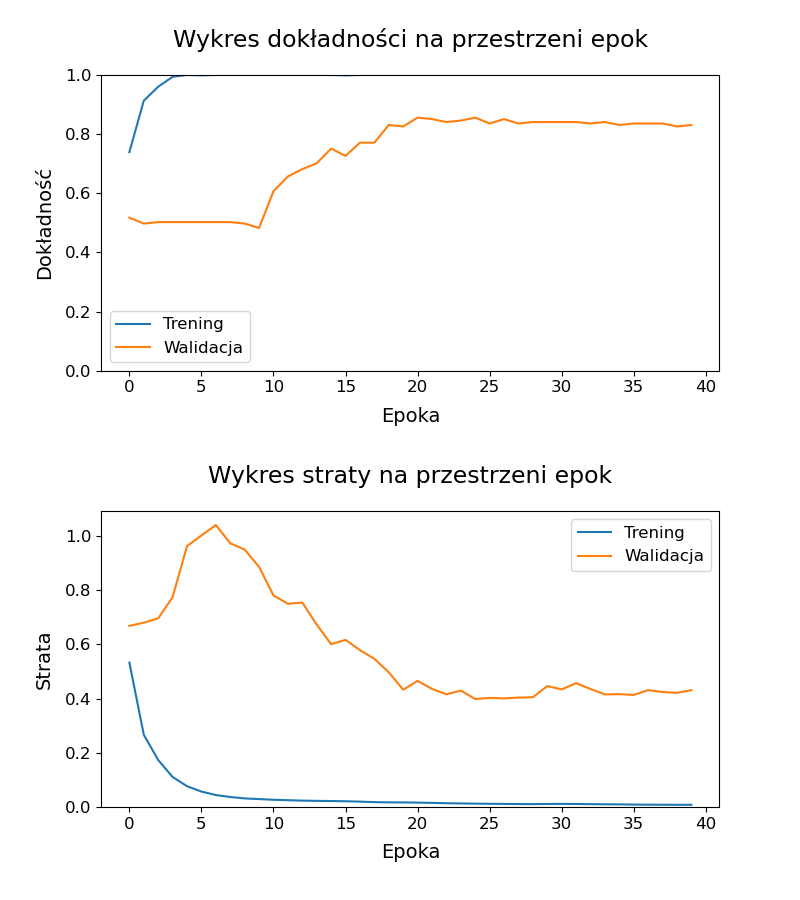 Wykres dokładności na przestrzeni epok
1.0
0.8
0.6
0.4
0.2
0.0
Dokładność
Trening
Walidacja
0 5 10 15 20 25 30 35 40
Epoka
Wykres straty na przestrzeni epok
1.0
0.8
0.6
0.4
0.2
0.0
Strata
Trening
Walidacja
0 5 10 15 20 25 30 35 40
Epoka